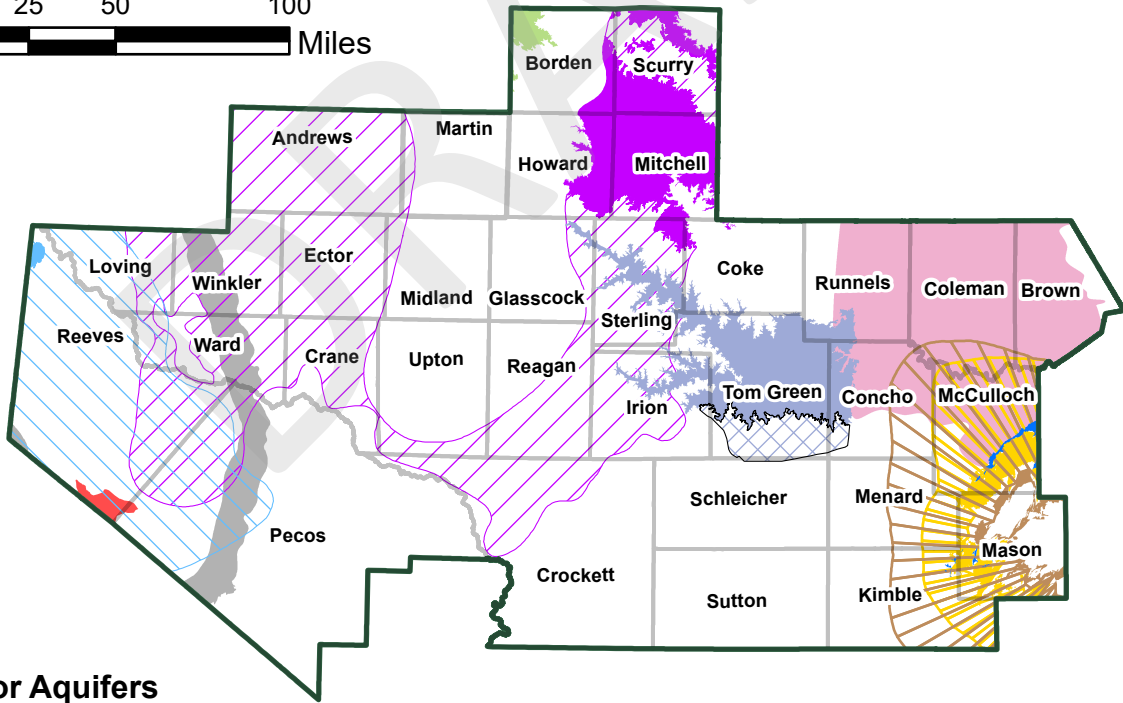 25 50 100
Miles
Borden Scurry
Andrews Martin
Howard Mitchell
Loving Winkler Ector Midland Glasscock Coke Runnels Coleman Brown
Reeves Ward Crane Upton Reagan Sterling
Irion Tom Green Concho McCulloch
Schleicher Menard
Pecos Crockett Mason
Sutton Kimble
or Aquifers